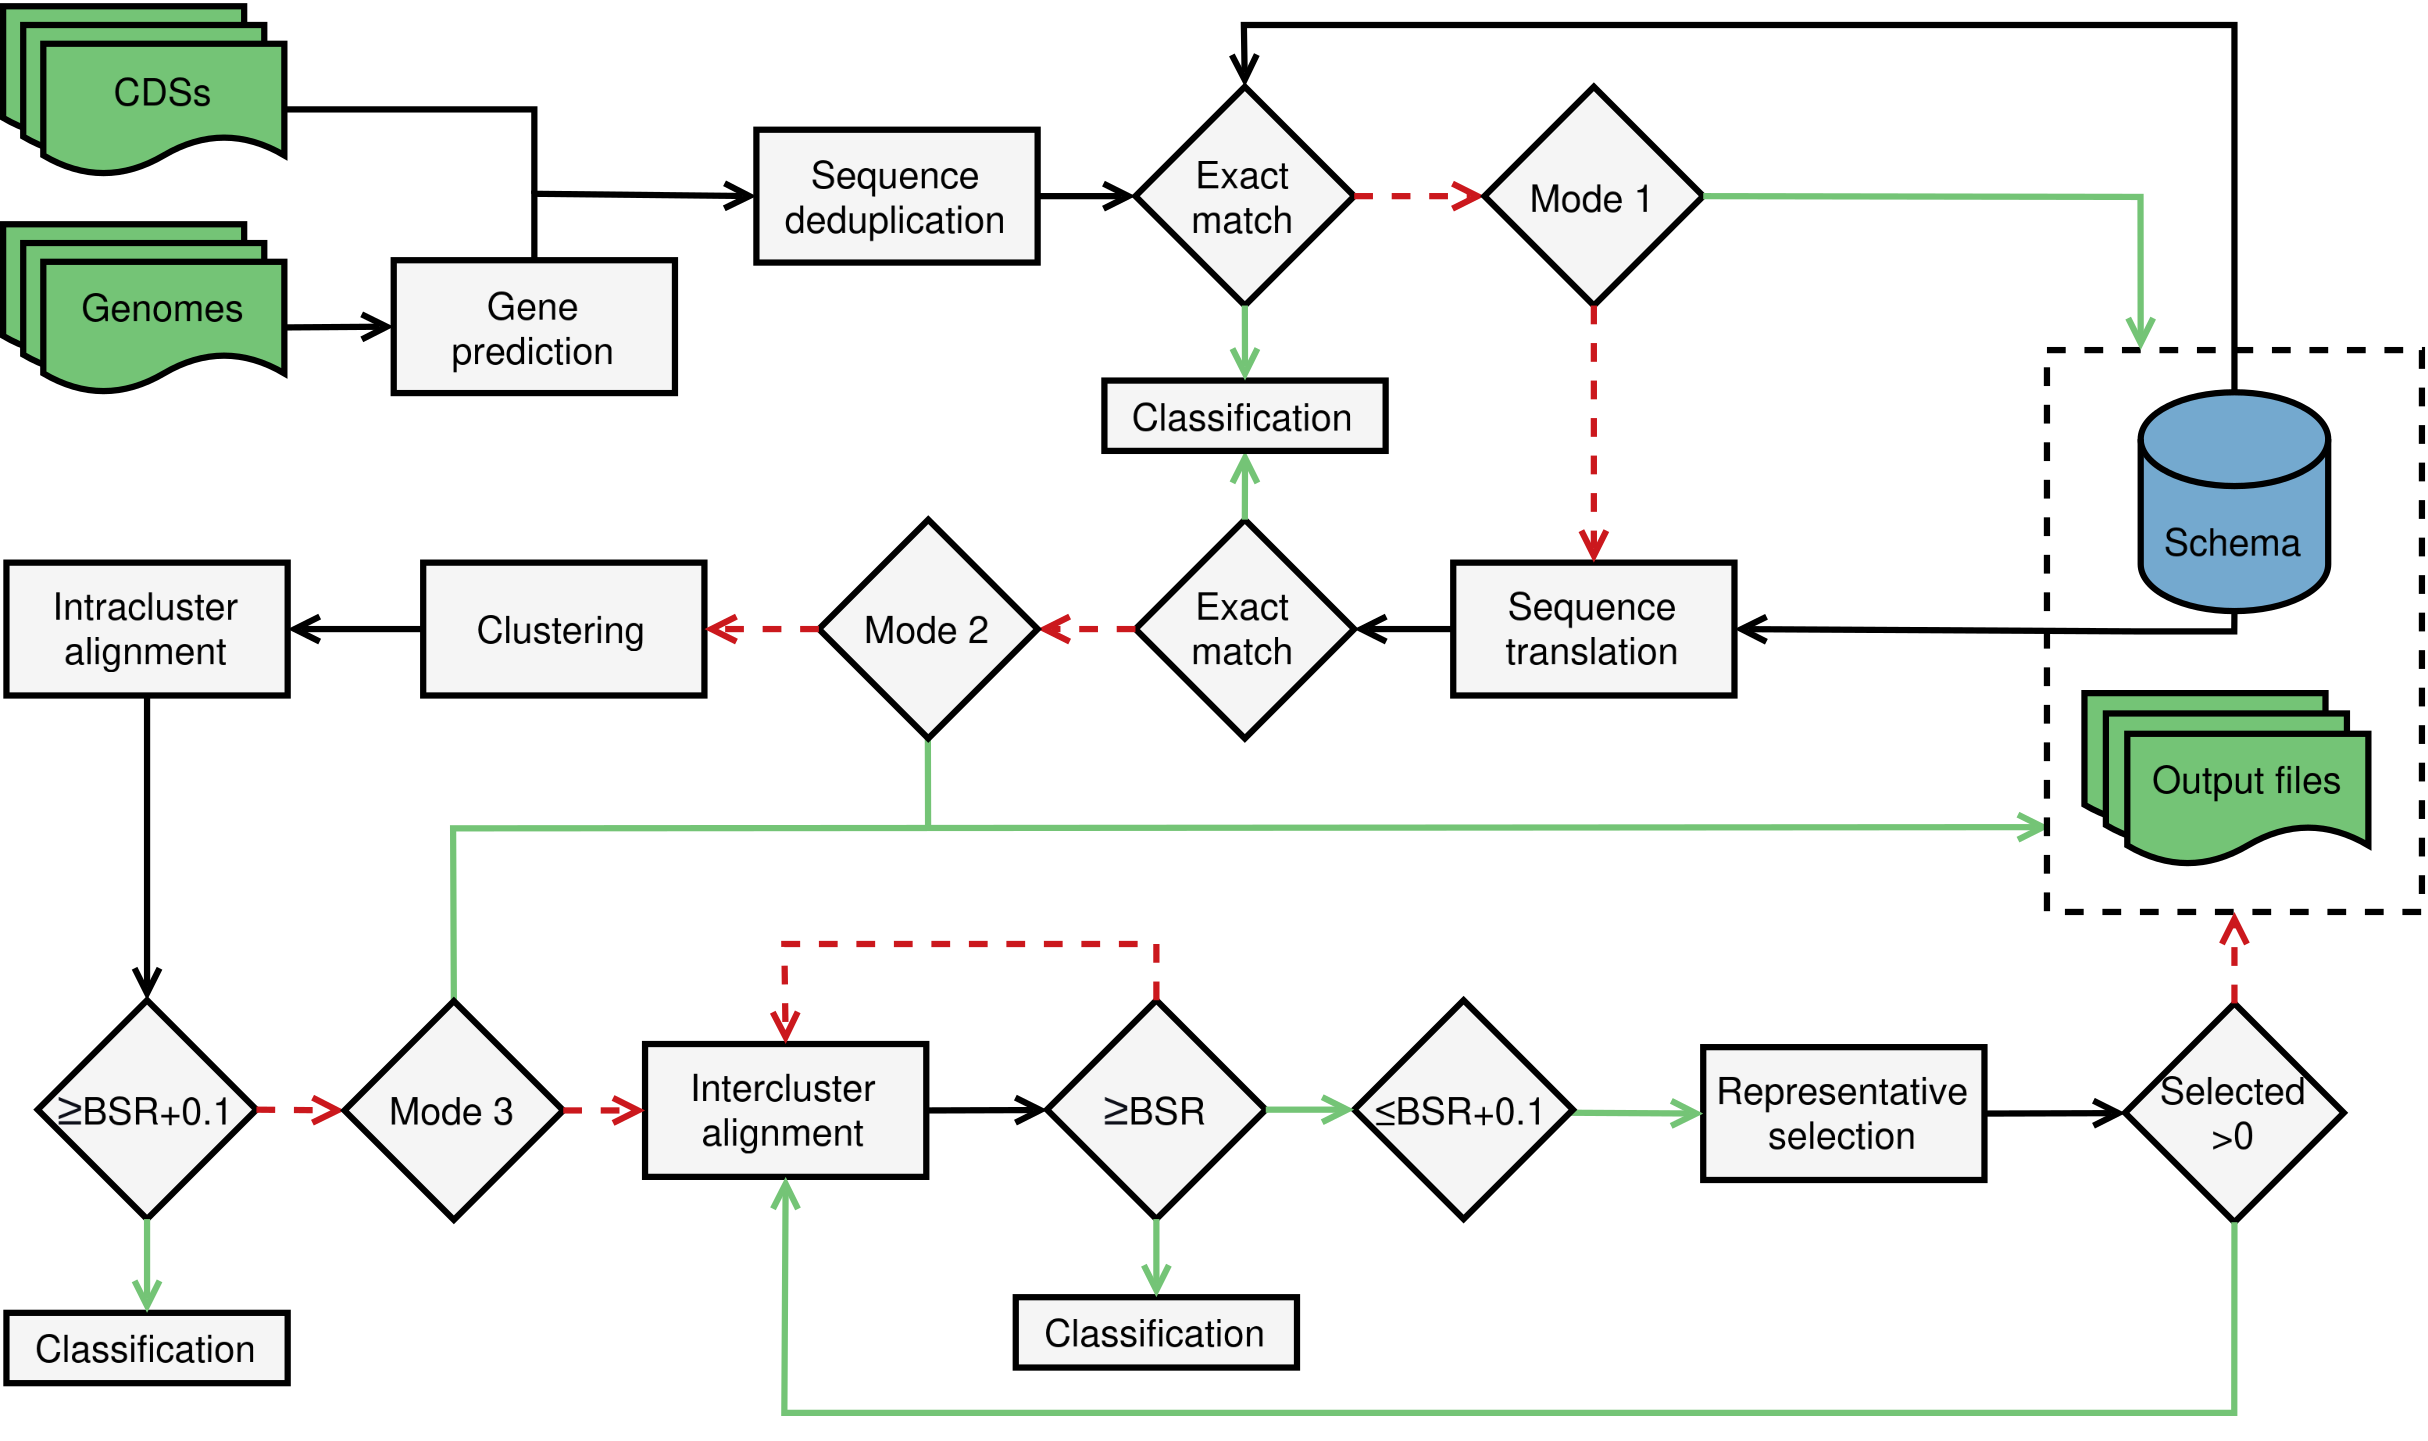 CDSs
Sequence
deduplication
Exact
match
Mode 1
Genomes
Gene
prediction
Classification
Schema
Intracluster
alignment
Clustering
Mode 2
Exact
match
Sequence
translation
Output files
≥BSR+0.1
Mode 3
Intercluster
alignment
≥BSR
≤BSR+0.1
Representative
selection
Selected
>0
Classification
Classification